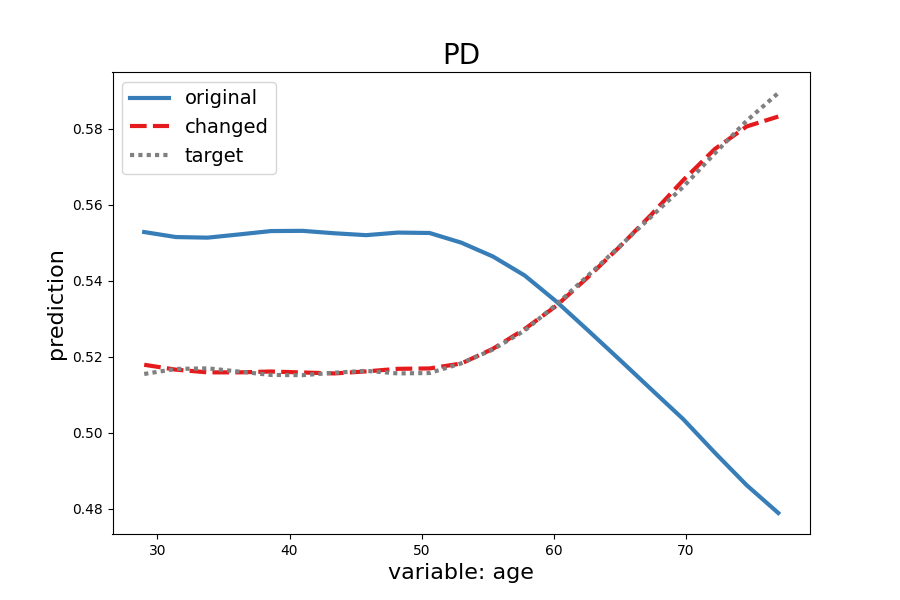 PD
original
changed
target
0.58
0.56
0.54
0.52
0.50
0.48
prediction
30 40 50 60 70
variable: age